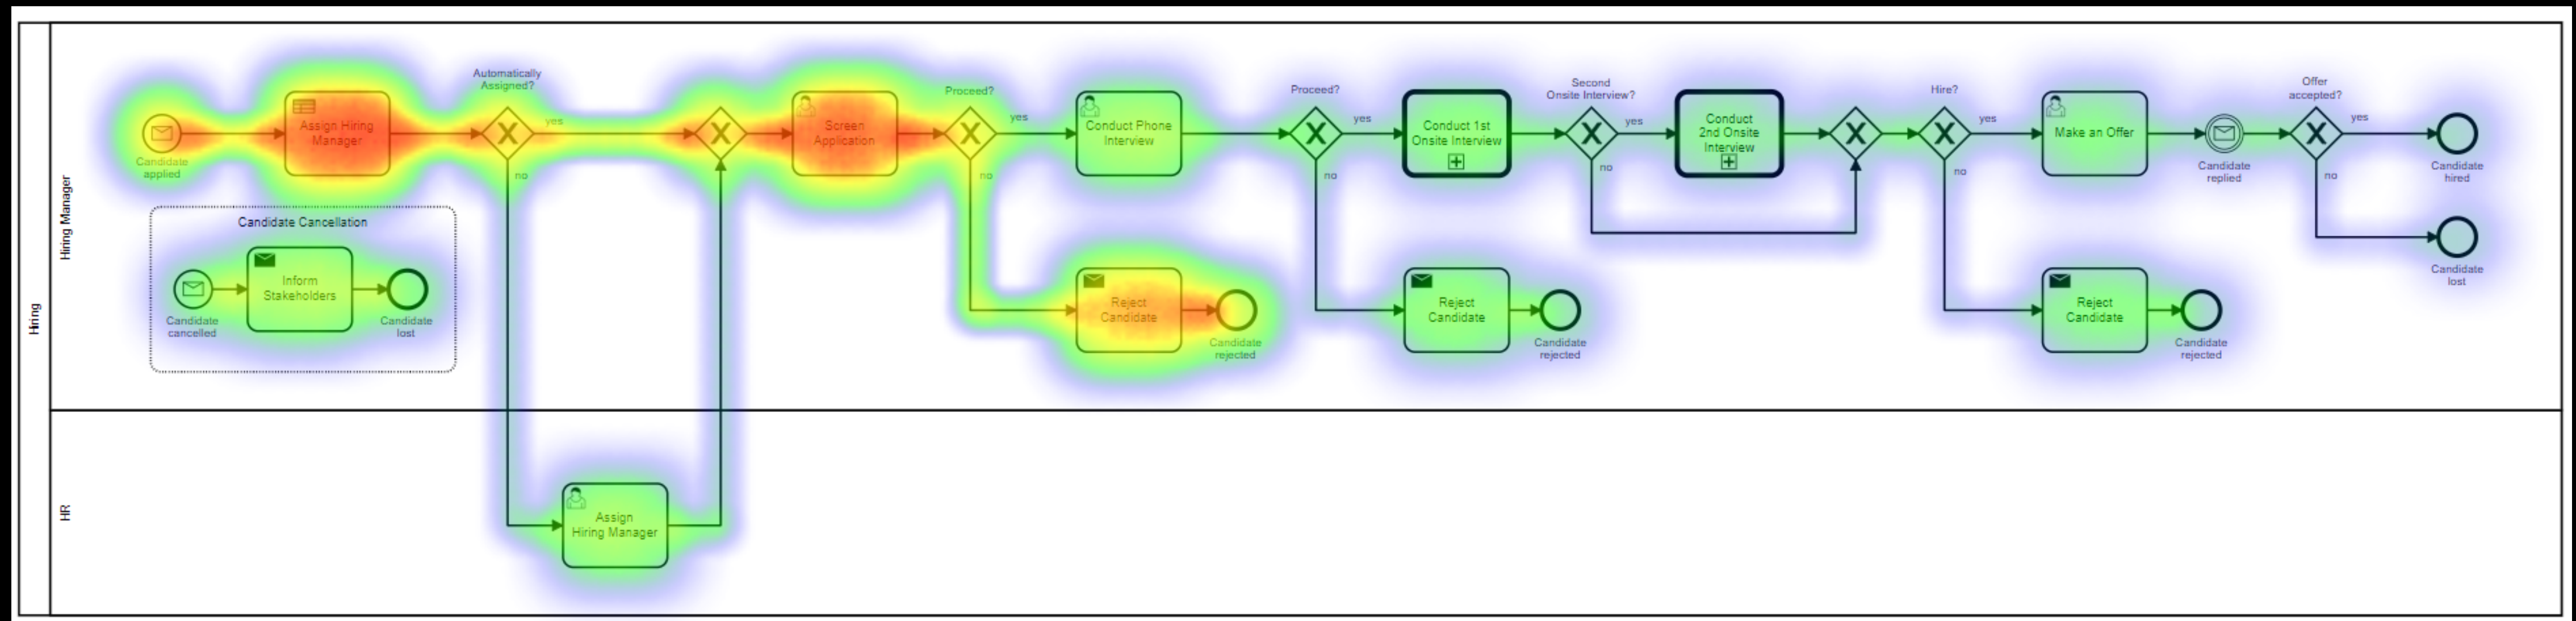 Hiring
Hiring Manager
HR
Candidate
applied
Assign Hiring
Manager
Automatically
Assigned?
yes
no
Screen
Application
Proceed?
yes
no
Conduct Phone
Interview
Proceed?
yes
no
Conduct 1st
Onsite Interview
Second
Onsite Interview?
yes
no
Conduct
2nd Onsite
Interview
Hire?
yes
no
Make an Offer
Candidate
replied
Offer
accepted?
yes
no
Candidate
hired
Candidate
lost
Candidate Cancellation
Candidate
cancelled
Inform
Stakeholders
Candidate
lost
Reject
Candidate
Candidate
rejected
Reject
Candidate
Candidate
rejected
Reject
Candidate
Candidate
rejected
Assign
Hiring Manager